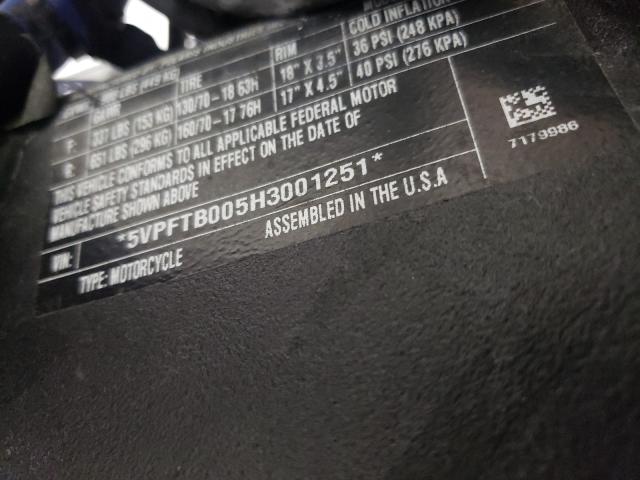 COLD INFLATION
RIM
TIRE
GAWR
F: 337 LBS (153 KG) 130/70 - 18 63H 18" X 3.5" 36 PSI (248 KPA)
R: 651 LBS (296 KG) 160/70 - 17 76H 17" X 4.5" 40 PSI (276 KPA)
THIS VEHICLE CONFORMS TO ALL APPLICABLE FEDERAL MOTOR
VEHICLE SAFETY STANDARDS IN EFFECT ON THE DATE OF
MANUFACTURE SHOWN ABOVE
VIN: *5VPFTB005H3001251*
TYPE: MOTORCYCLE
ASSEMBLED IN THE U.S.A
7179986